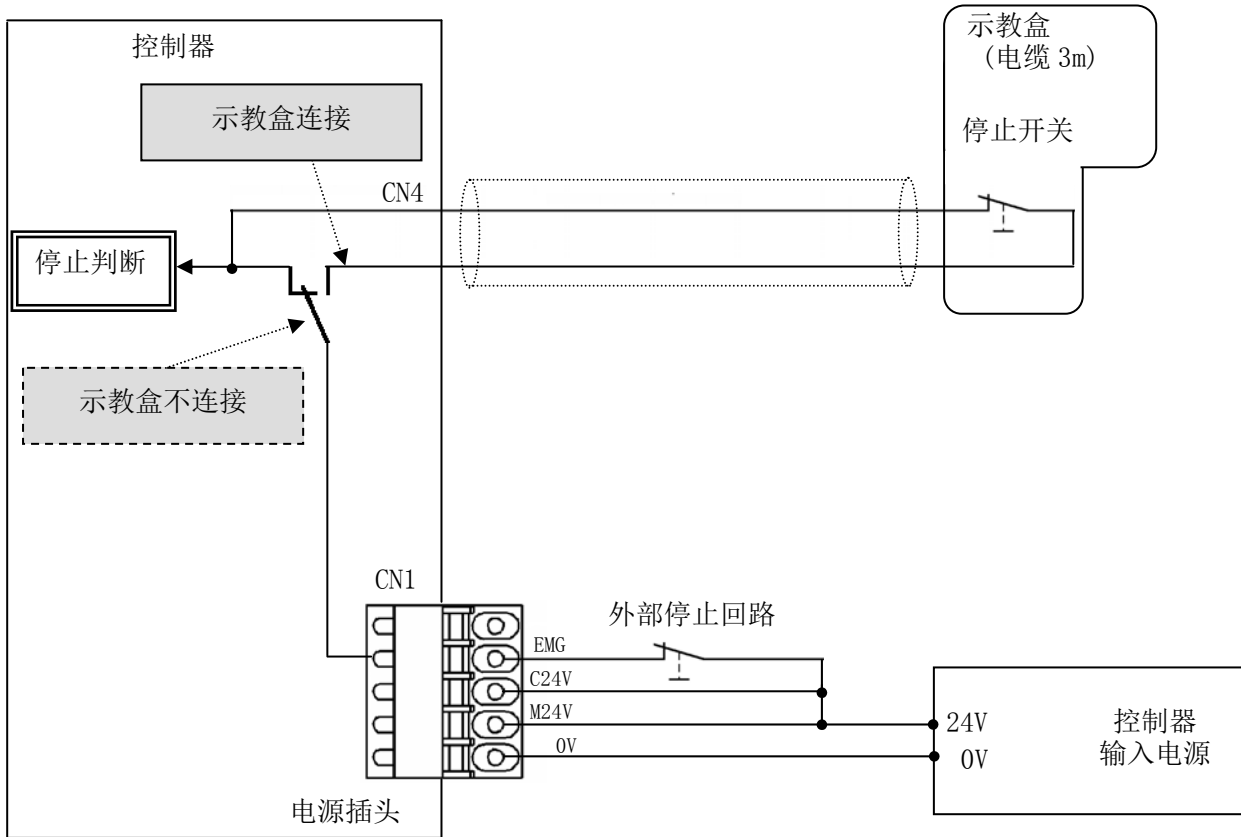 控制器
示教盒
(电缆 3m)
示教盒连接
停止开关
CN4
停止判断
示教盒不连接
CN1
外部停止回路
EMG
C24V
M24V
0V
24V
0V
控制器
输入电源
电源插头